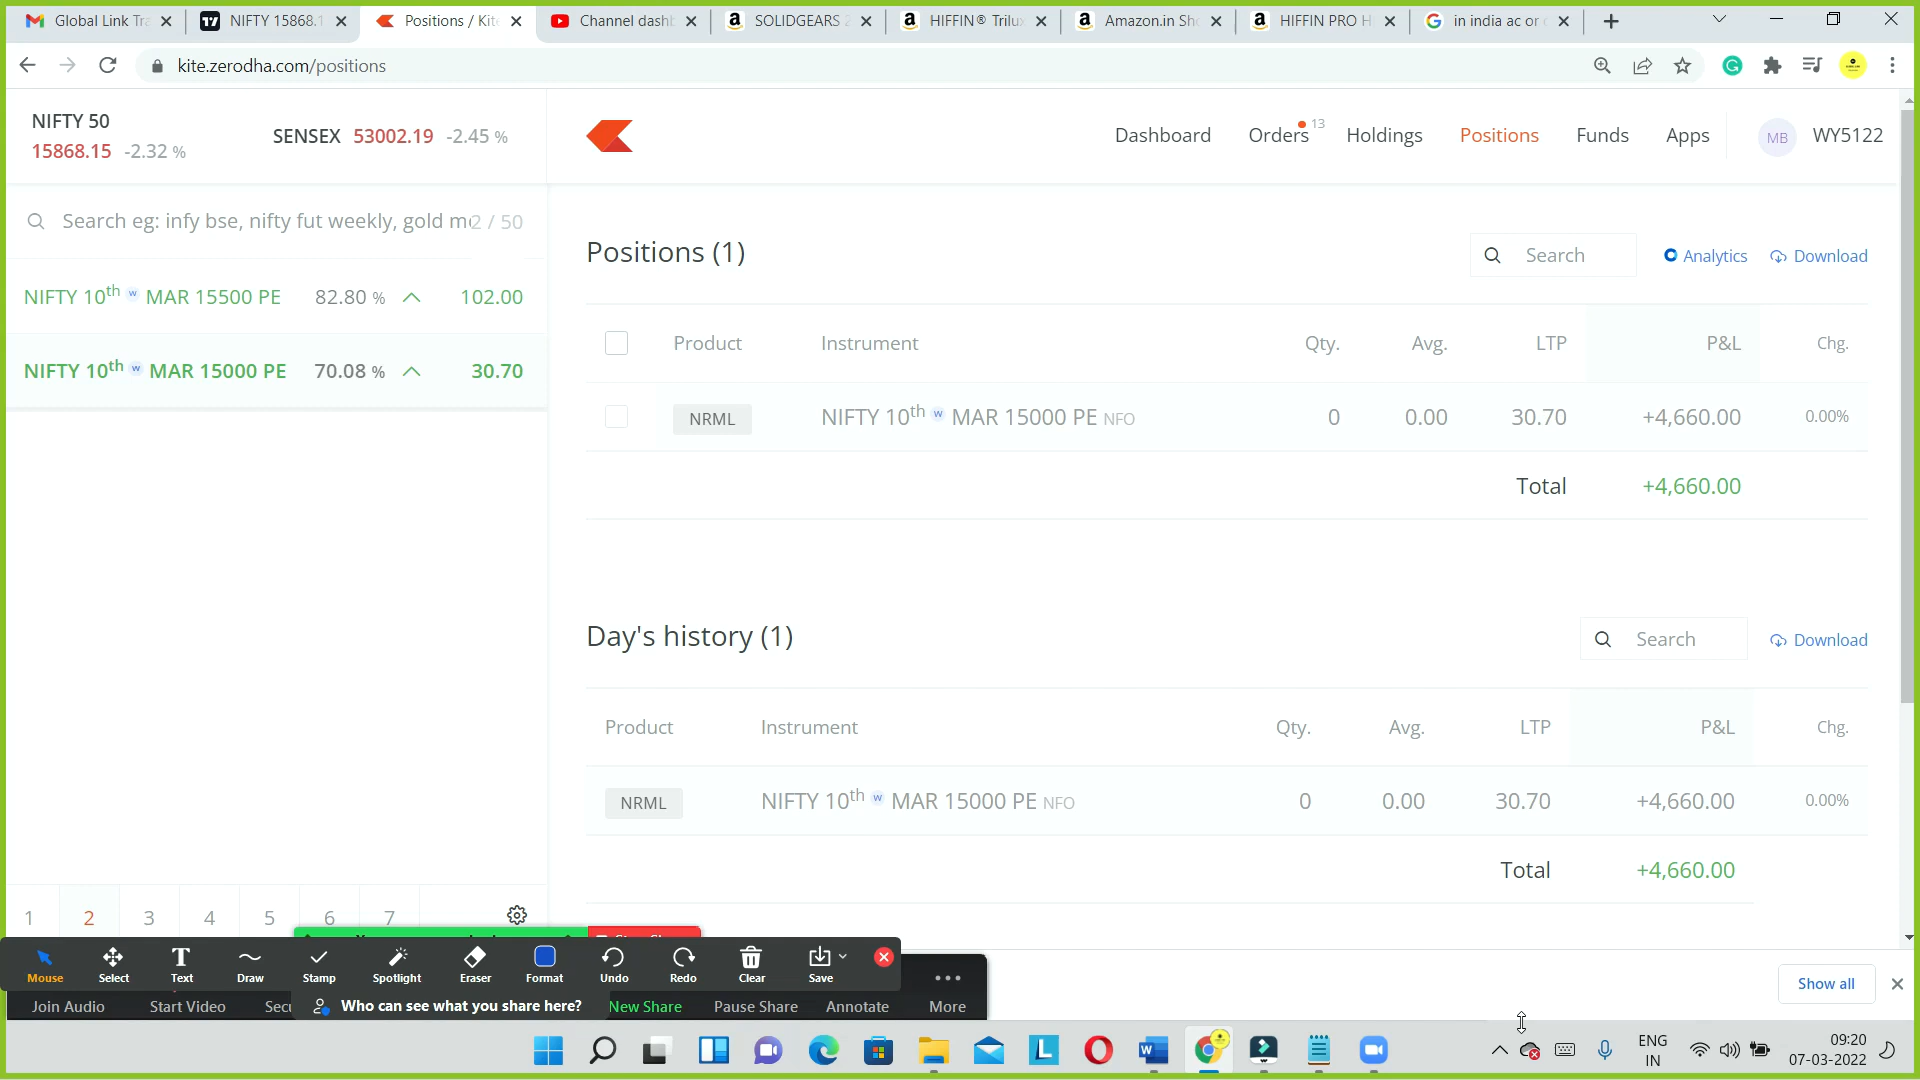 Global Link Tra
NIFTY 15868.1
Positions / Kite
Channel dashb
SOLIDGEARS 2
HIFFIN® Trilux
Amazon.in Sh
HIFFIN PRO H
in india ac or
kite.zerodha.com/positions
NIFTY 50
15868.15 -2.32 %
SENSEX 53002.19 -2.45 %
Dashboard
Orders 13
Holdings
Positions
Funds
Apps
MB WY5122
Search eg: infy bse, nifty fut weekly, gold m 2 / 50
NIFTY 10th w MAR 15500 PE 82.80 % 102.00
NIFTY 10th w MAR 15000 PE 70.08 % 30.70
1 2 3 4 5 6 7
Positions (1)
Search
Analytics
Download
Product Instrument Qty. Avg. LTP P&L Chg.
NRML NIFTY 10th w MAR 15000 PE NFO 0 0.00 30.70 +4,660.00 0.00%
Total +4,660.00
Day's history (1)
Search
Download
Product Instrument Qty. Avg. LTP P&L Chg.
NRML NIFTY 10th w MAR 15000 PE NFO 0 0.00 30.70 +4,660.00 0.00%
Total +4,660.00
Mouse Select Text Draw Stamp Spotlight Eraser Format Undo Redo Clear Save
Join Audio Start Video Secu Who can see what you share here? New Share Pause Share Annotate More
Show all
ENG
IN
09:20
07-03-2022